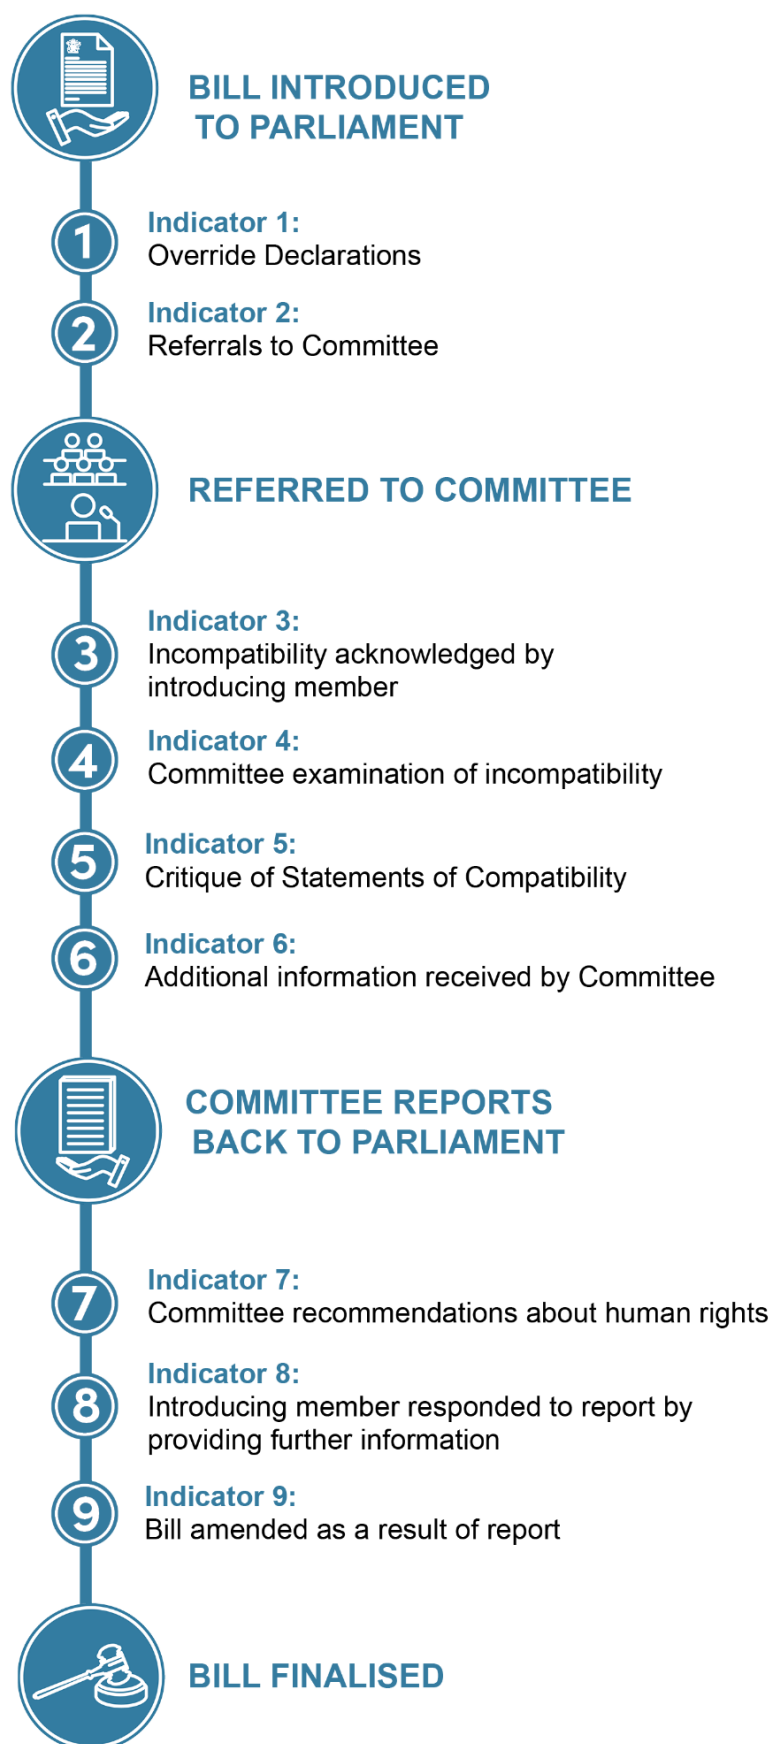 BILL INTRODUCED
TO PARLIAMENT
1
Indicator 1:
Override Declarations
2
Indicator 2:
Referrals to Committee
REFERRED TO COMMITTEE
3
Indicator 3:
Incompatibility acknowledged by
introducing member
4
Indicator 4:
Committee examination of incompatibility
5
Indicator 5:
Critique of Statements of Compatibility
6
Indicator 6:
Additional information received by Committee
COMMITTEE REPORTS
BACK TO PARLIAMENT
7
Indicator 7:
Committee recommendations about human rights
8
Indicator 8:
Introducing member responded to report by
providing further information
9
Indicator 9:
Bill amended as a result of report
BILL FINALISED